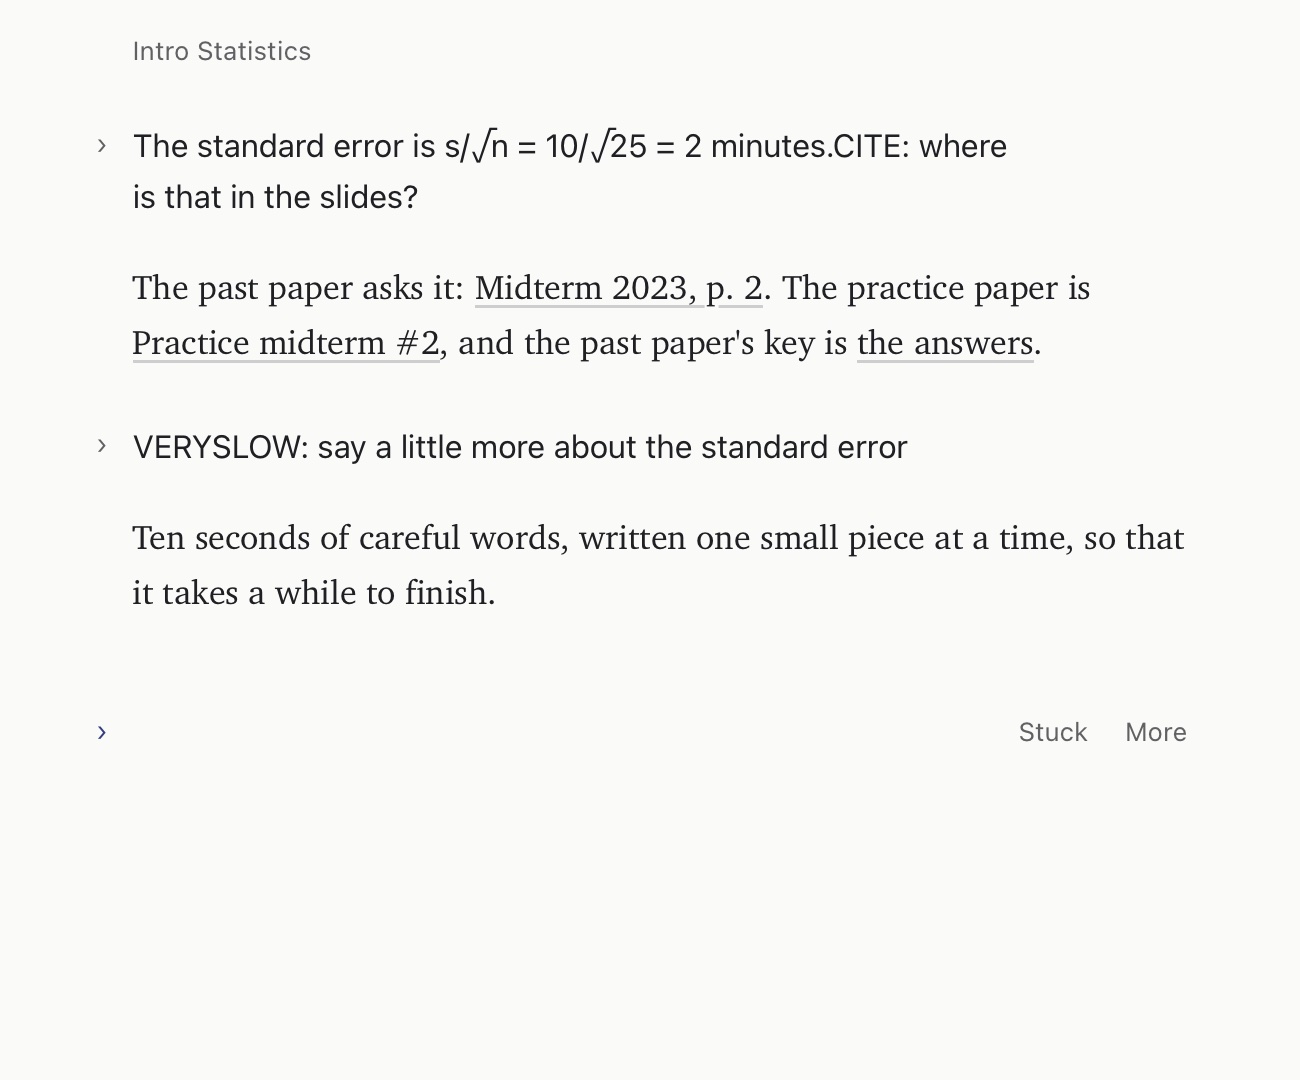 Intro Statistics
› The standard error is s/√n = 10/√25 = 2 minutes.CITE: where
is that in the slides?
The past paper asks it: Midterm 2023, p. 2. The practice paper is
Practice midterm #2, and the past paper's key is the answers.
› VERYSLOW: say a little more about the standard error
Ten seconds of careful words, written one small piece at a time, so that
it takes a while to finish.
› Stuck More